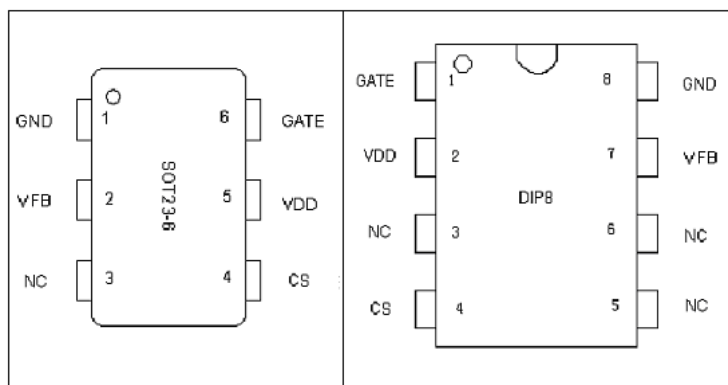 GND 1 6 GATE
VFB 2 5 VDD
NC 3 4 CS
SOT23-6
GATE 1 8 GND
VDD 2 7 VFB
DIP8
NC 3 6 NC
CS 4 5 NC